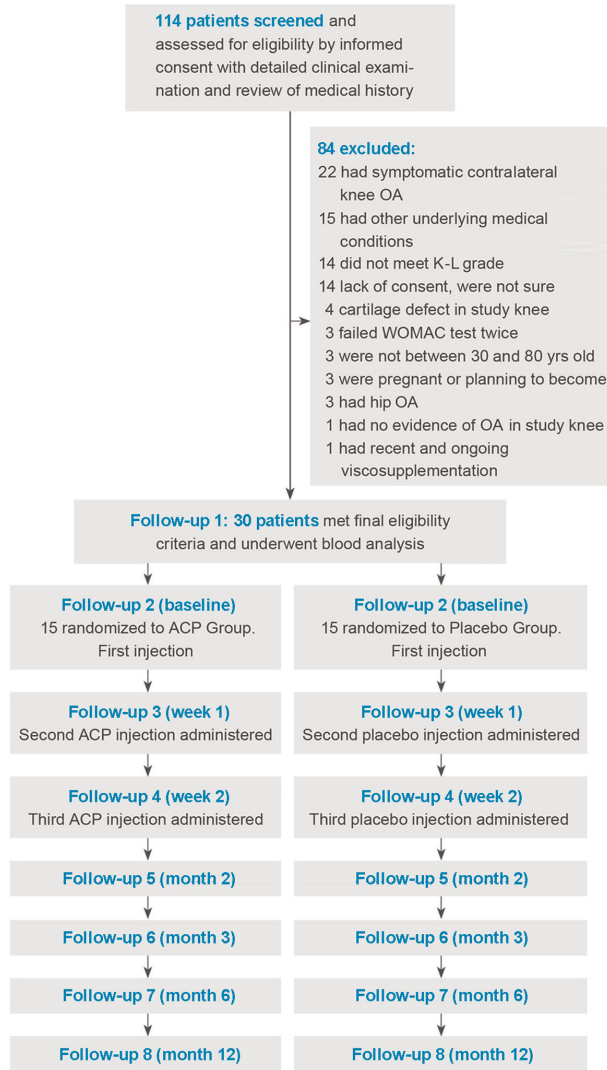 114 patients screened and
assessed for eligibility by informed
consent with detailed clinical exami-
nation and review of medical history
84 excluded:
22 had symptomatic contralateral
knee OA
15 had other underlying medical
conditions
14 did not meet K-L grade
14 lack of consent, were not sure
4 cartilage defect in study knee
3 failed WOMAC test twice
3 were not between 30 and 80 yrs old
3 were pregnant or planning to become
3 had hip OA
1 had no evidence of OA in study knee
1 had recent and ongoing
viscosupplementation
Follow-up 1: 30 patients met final eligibility
criteria and underwent blood analysis
Follow-up 2 (baseline)
15 randomized to ACP Group.
First injection
Follow-up 2 (baseline)
15 randomized to Placebo Group.
First injection
Follow-up 3 (week 1)
Second ACP injection administered
Follow-up 3 (week 1)
Second placebo injection administered
Follow-up 4 (week 2)
Third ACP injection administered
Follow-up 4 (week 2)
Third placebo injection administered
Follow-up 5 (month 2)
Follow-up 5 (month 2)
Follow-up 6 (month 3)
Follow-up 6 (month 3)
Follow-up 7 (month 6)
Follow-up 7 (month 6)
Follow-up 8 (month 12)
Follow-up 8 (month 12)